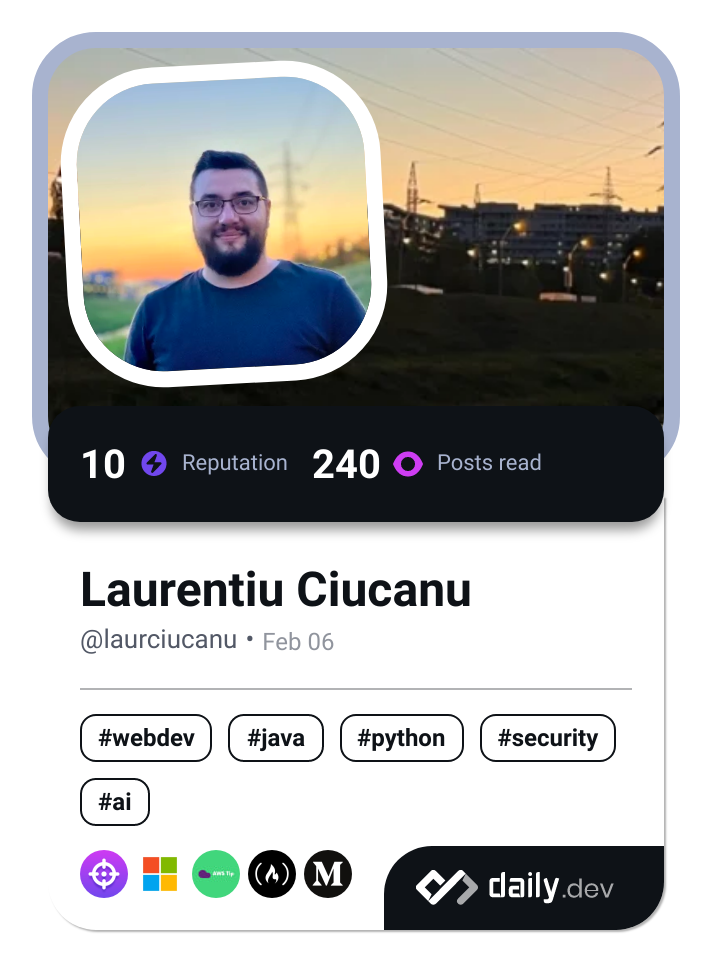 10 Reputation 240 Posts read
Laurentiu Ciucanu
@laurciucanu • Feb 06
#webdev #java #python #security
#ai
AWS Tip M daily.dev